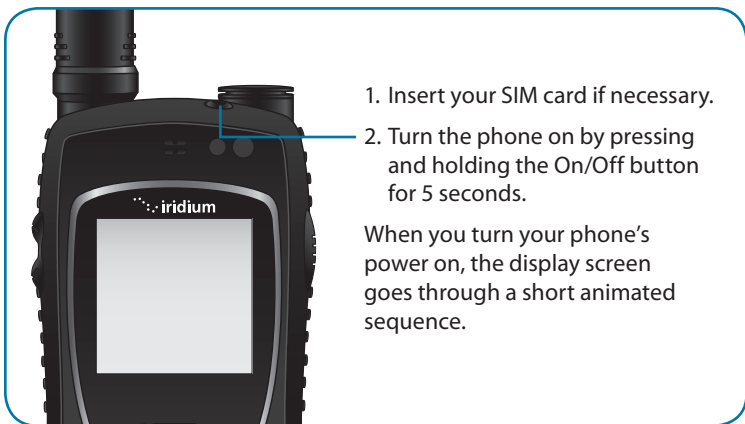 iridium
1. Insert your SIM card if necessary.
2. Turn the phone on by pressing
and holding the On/Off button
for 5 seconds.
When you turn your phone’s
power on, the display screen
goes through a short animated
sequence.